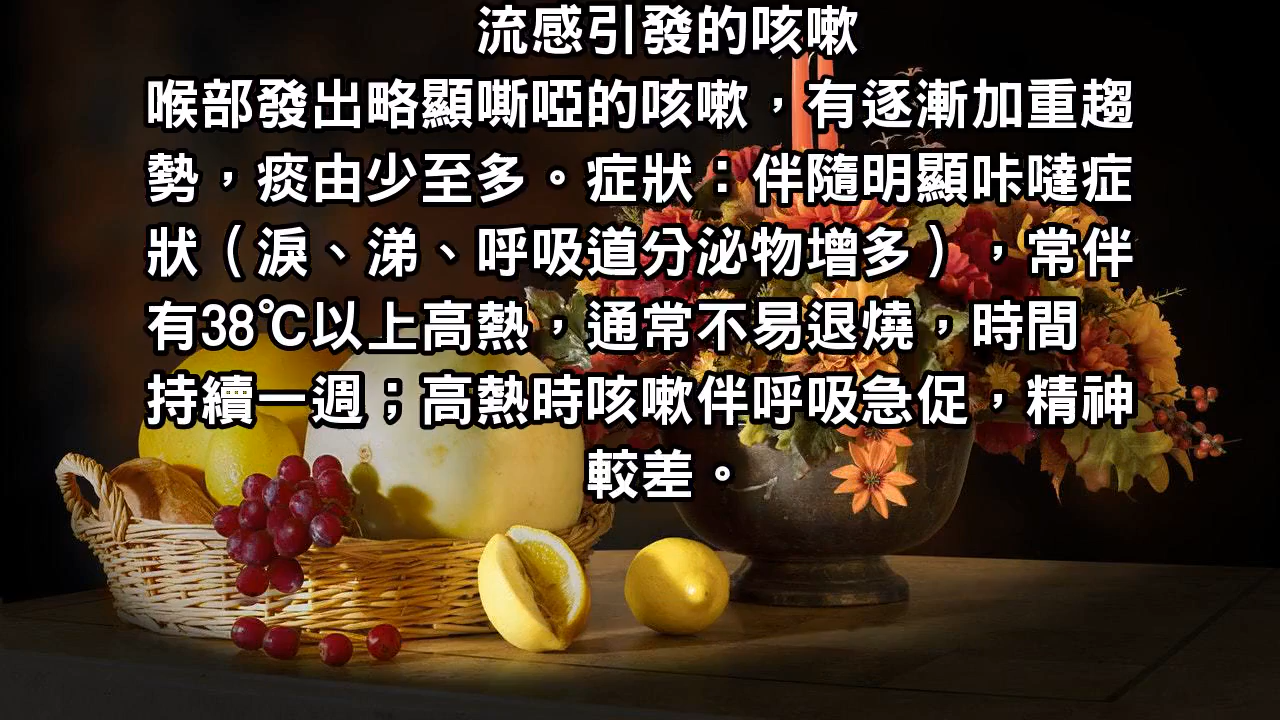 流感引發的咳嗽
喉部發出略顯嘶啞的咳嗽，有逐漸加重趨
勢，痰由少至多。症狀：伴隨明顯咔噠症
狀（淚、涕、呼吸道分泌物增多），常伴
有38℃以上高熱，通常不易退燒，時間
持續一週；高熱時咳嗽伴呼吸急促，精神
較差。